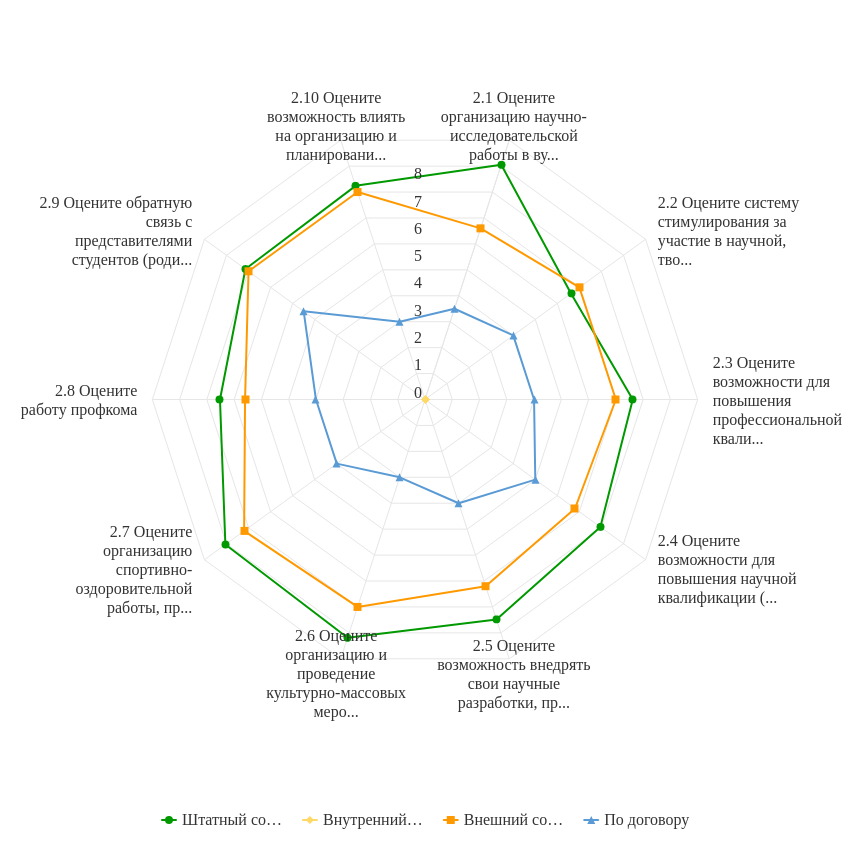 2.10 Оцените
возможность влиять
на организацию и
планировани...
2.1 Оцените
организацию научно-
исследовательской
работы в ву...
2.9 Оцените обратную
связь с
представителями
студентов (роди...
2.2 Оцените систему
стимулирования за
участие в научной,
тво...
8
7
6
5
4
3
2
1
0
2.8 Оцените
работу профкома
2.3 Оцените
возможности для
повышения
профессиональной
квали...
2.7 Оцените
организацию
спортивно-
оздоровительной
работы, пр...
2.4 Оцените
возможности для
повышения научной
квалификации (...
2.6 Оцените
организацию и
проведение
культурно-массовых
меро...
2.5 Оцените
возможность внедрять
свои научные
разработки, пр...
Штатный со… Внутренний… Внешний со… По договору